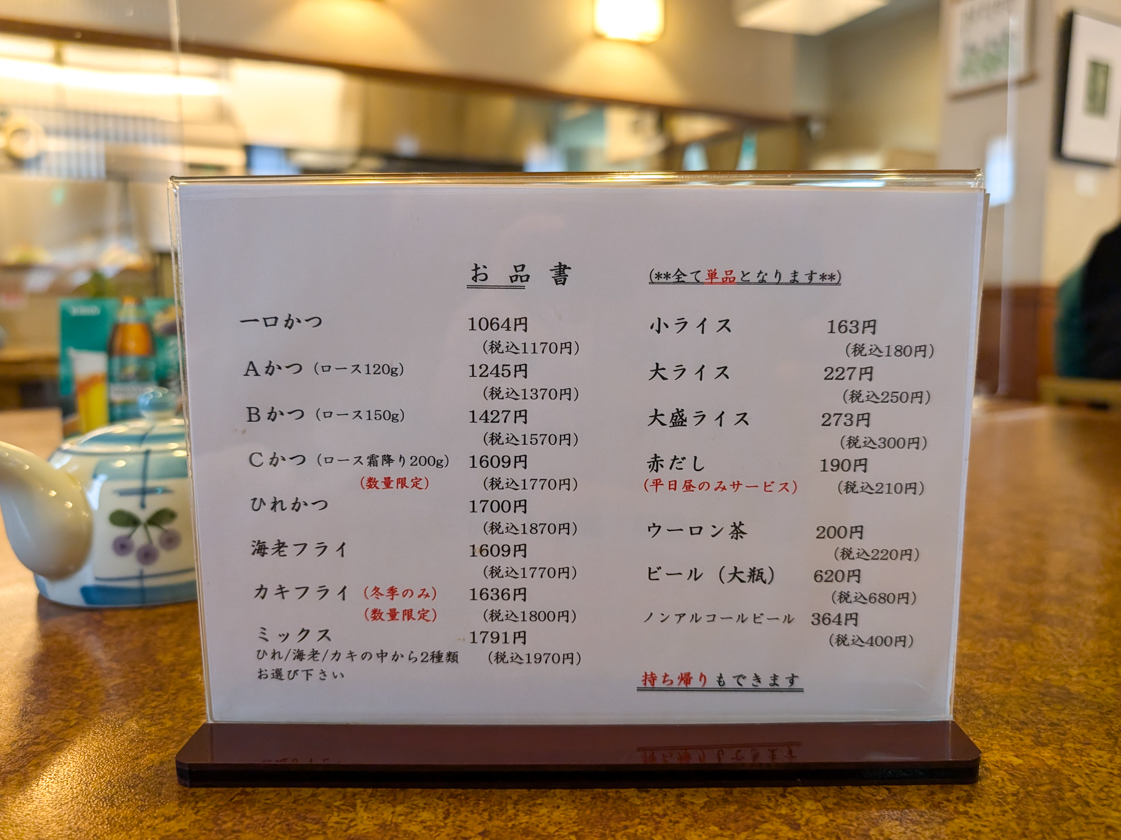 お品書
一口かつ 1064円
(税込1170円)
Aかつ (ロース120g) 1245円
(税込1370円)
Bかつ (ロース150g) 1427円
(税込1570円)
Cかつ (ロース霜降り200g) 1609円
(数量限定) (税込1770円)
ひれかつ 1700円
(税込1870円)
海老フライ 1609円
(税込1770円)
カキフライ (冬季のみ) 1636円
(数量限定) (税込1800円)
ミックス 1791円
ひれ/海老/カキの中から2種類 (税込1970円)
お選び下さい
(**全て単品となります**)
小ライス 163円
(税込180円)
大ライス 227円
(税込250円)
大盛ライス 273円
(税込300円)
赤だし 190円
(平日昼のみサービス) (税込210円)
ウーロン茶 200円
(税込220円)
ビール (大瓶) 620円
(税込680円)
ノンアルコールビール 364円
(税込400円)
持ち帰りもできます